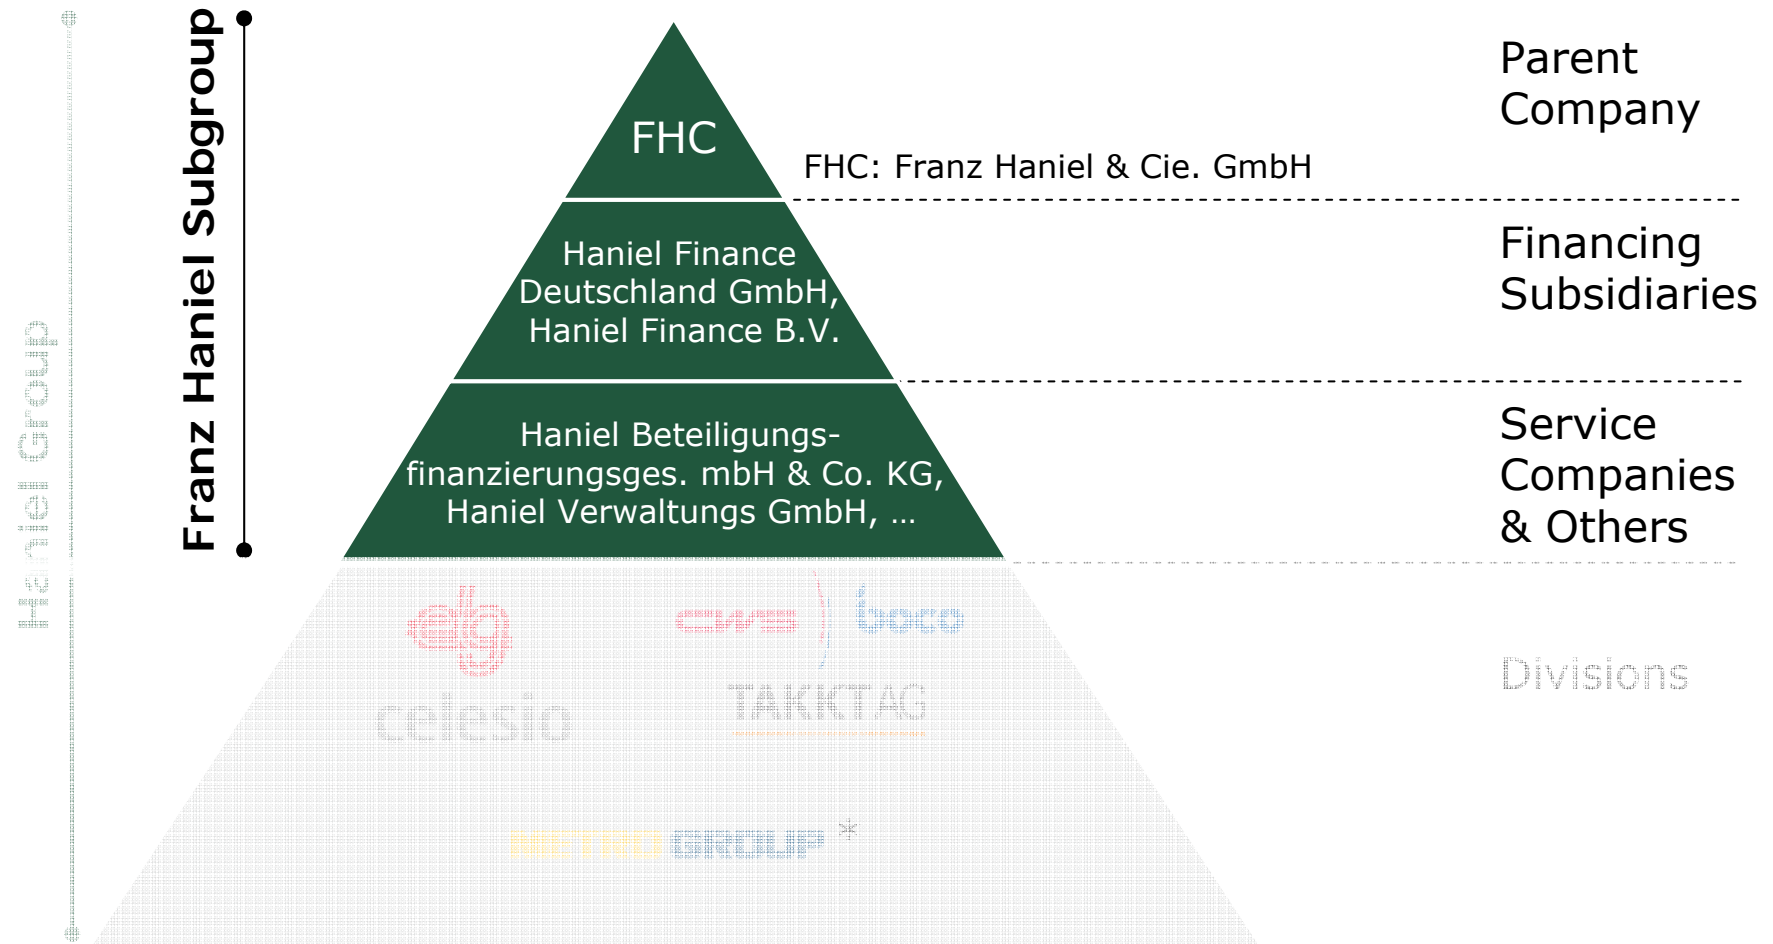 Haniel Group
Franz Haniel Subgroup
FHC
FHC: Franz Haniel & Cie. GmbH
Parent
Company
Haniel Finance
Deutschland GmbH,
Haniel Finance B.V.
Financing
Subsidiaries
Haniel Beteiligungs-
finanzierungsges. mbH & Co. KG,
Haniel Verwaltungs GmbH, …
Service
Companies
& Others
CWS boco
celesio
TAKKT AG
METRO GROUP *
Divisions